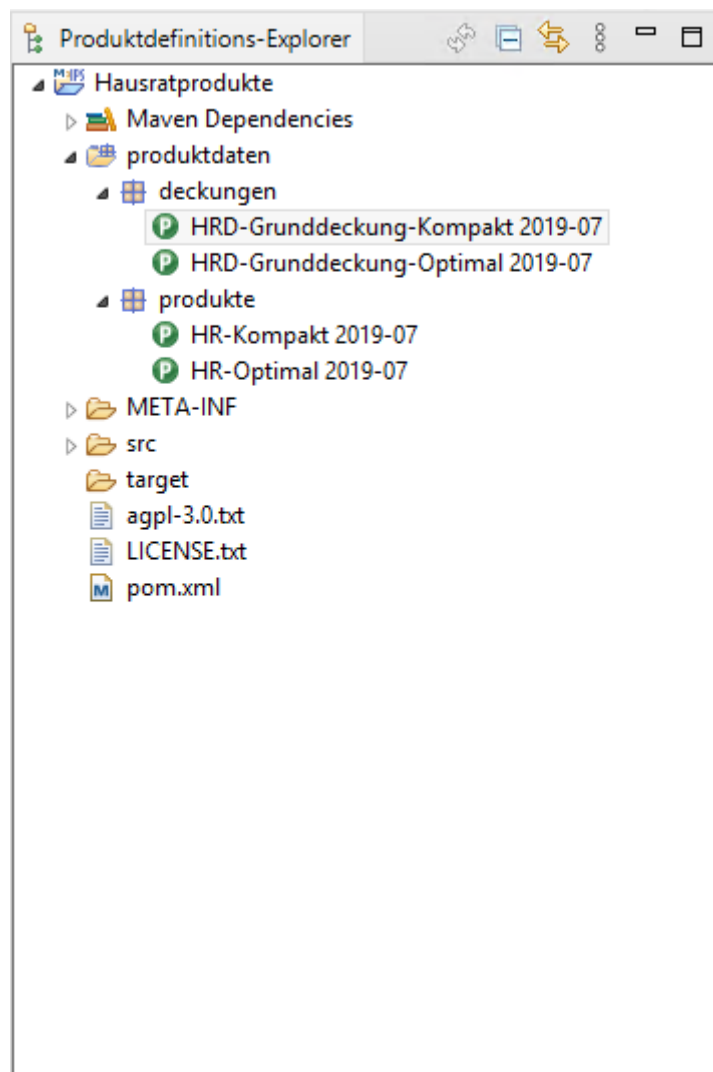 Produktdefinitions-Explorer
Hausratprodukte
Maven Dependencies
produktdaten
deckungen
HRD-Grunddeckung-Kompakt 2019-07
HRD-Grunddeckung-Optimal 2019-07
produkte
HR-Kompakt 2019-07
HR-Optimal 2019-07
META-INF
src
target
agpl-3.0.txt
LICENSE.txt
pom.xml